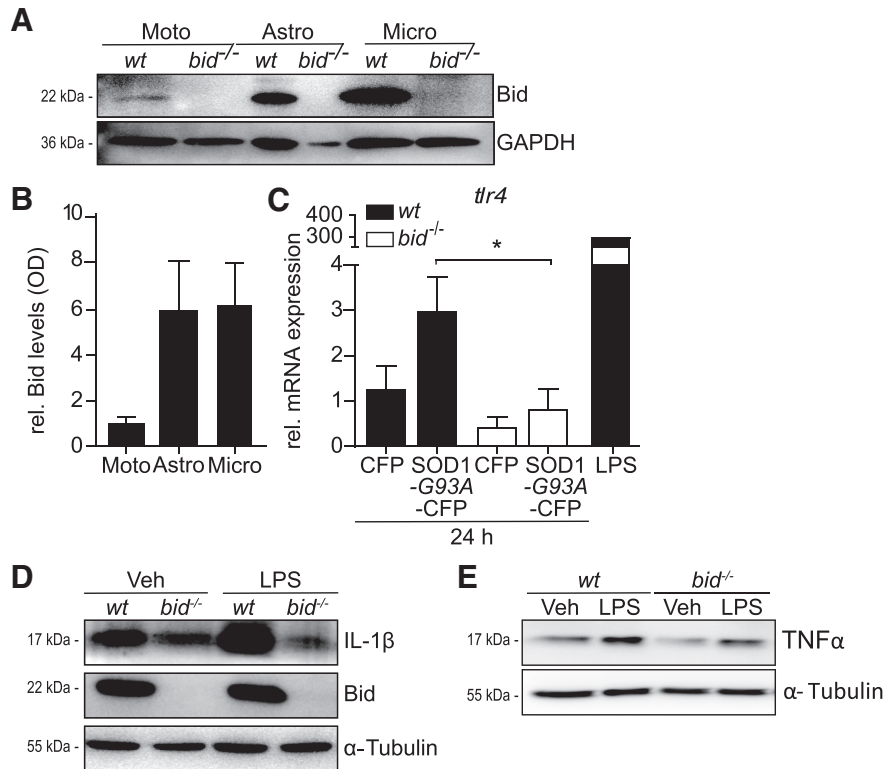 A
Moto Astro Micro
wt bid-/- wt bid-/- wt bid-/-
22 kDa - Bid
36 kDa - GAPDH
B
10
8
6
4
2
0
rel. Bid levels (OD)
Moto Astro Micro
C
tlr4
400
300
4
3
2
1
0
rel. mRNA expression
wt
bid-/-
*
CFP SOD1 CFP SOD1 LPS
-G93A -G93A
-CFP -CFP
24 h
D
Veh LPS
wt bid-/- wt bid-/-
17 kDa - IL-1β
22 kDa - Bid
55 kDa - α-Tubulin
E
wt bid-/-
Veh LPS Veh LPS
17 kDa - TNFα
55 kDa - α- Tubulin